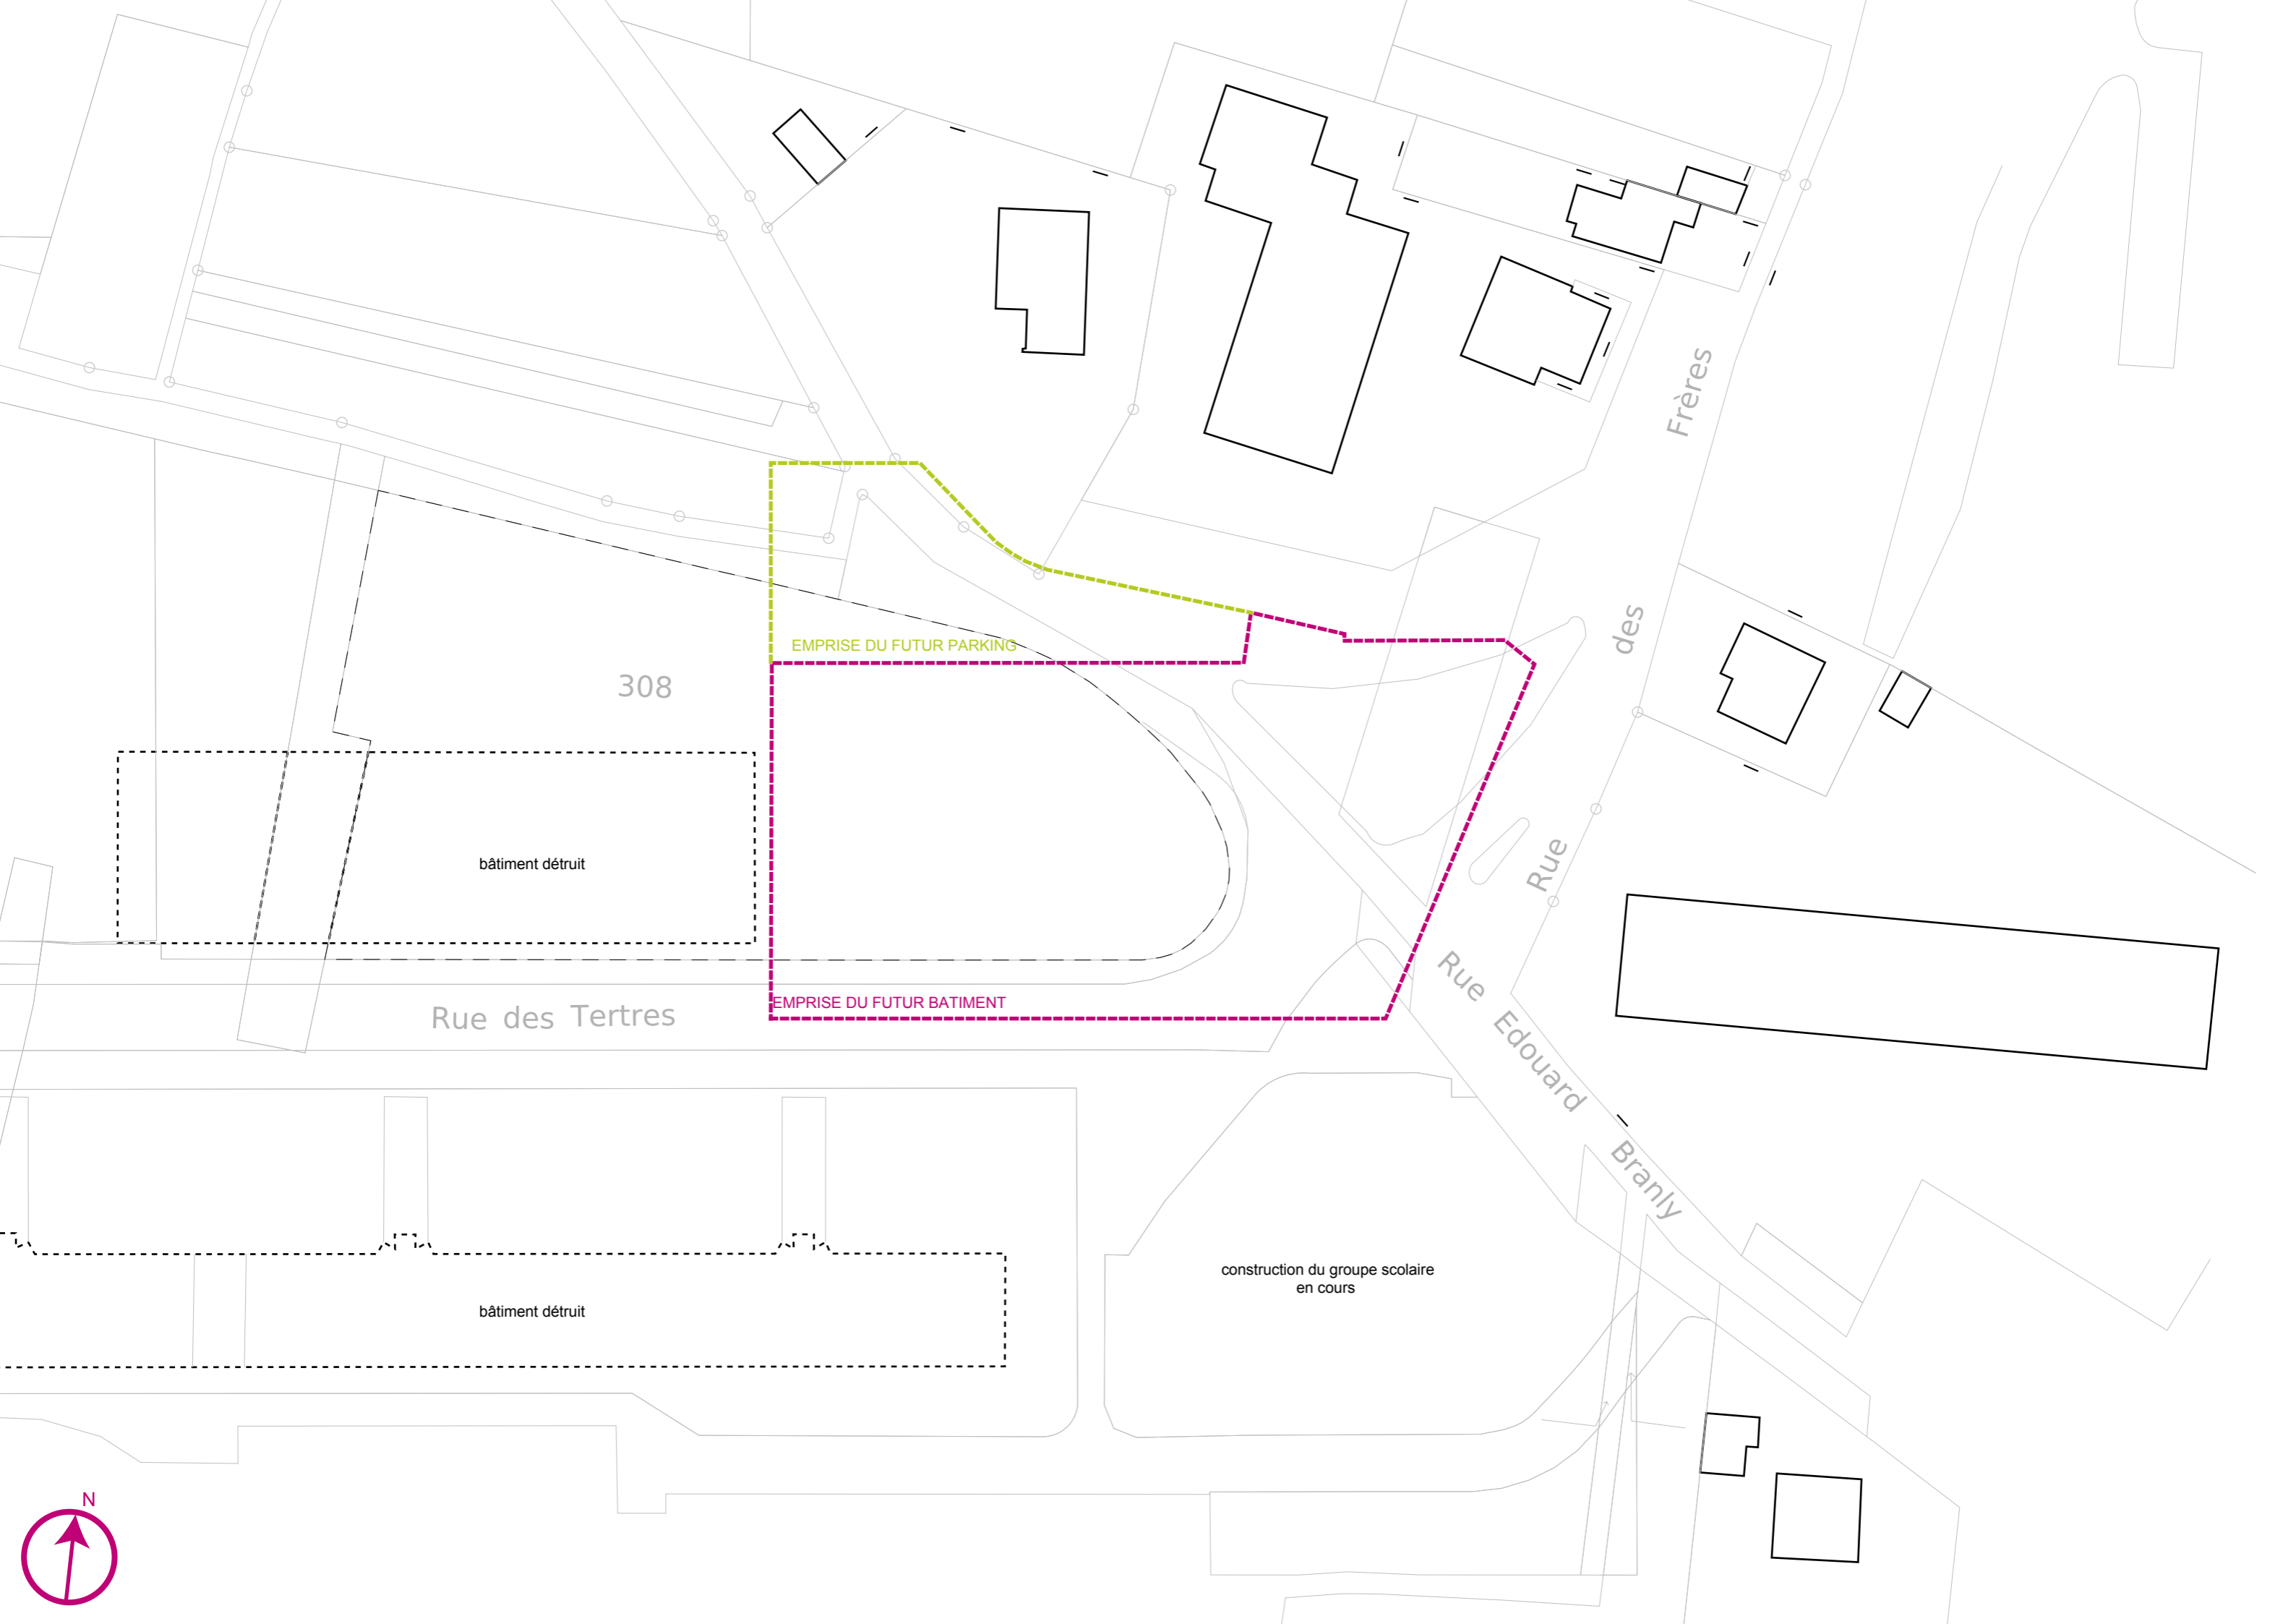 Rue des Frères
EMPRISE DU FUTUR PARKING
308
bâtiment détruit
EMPRISE DU FUTUR BATIMENT
Rue des Tertres
Rue Edouard Branly
construction du groupe scolaire
en cours
bâtiment détruit
N